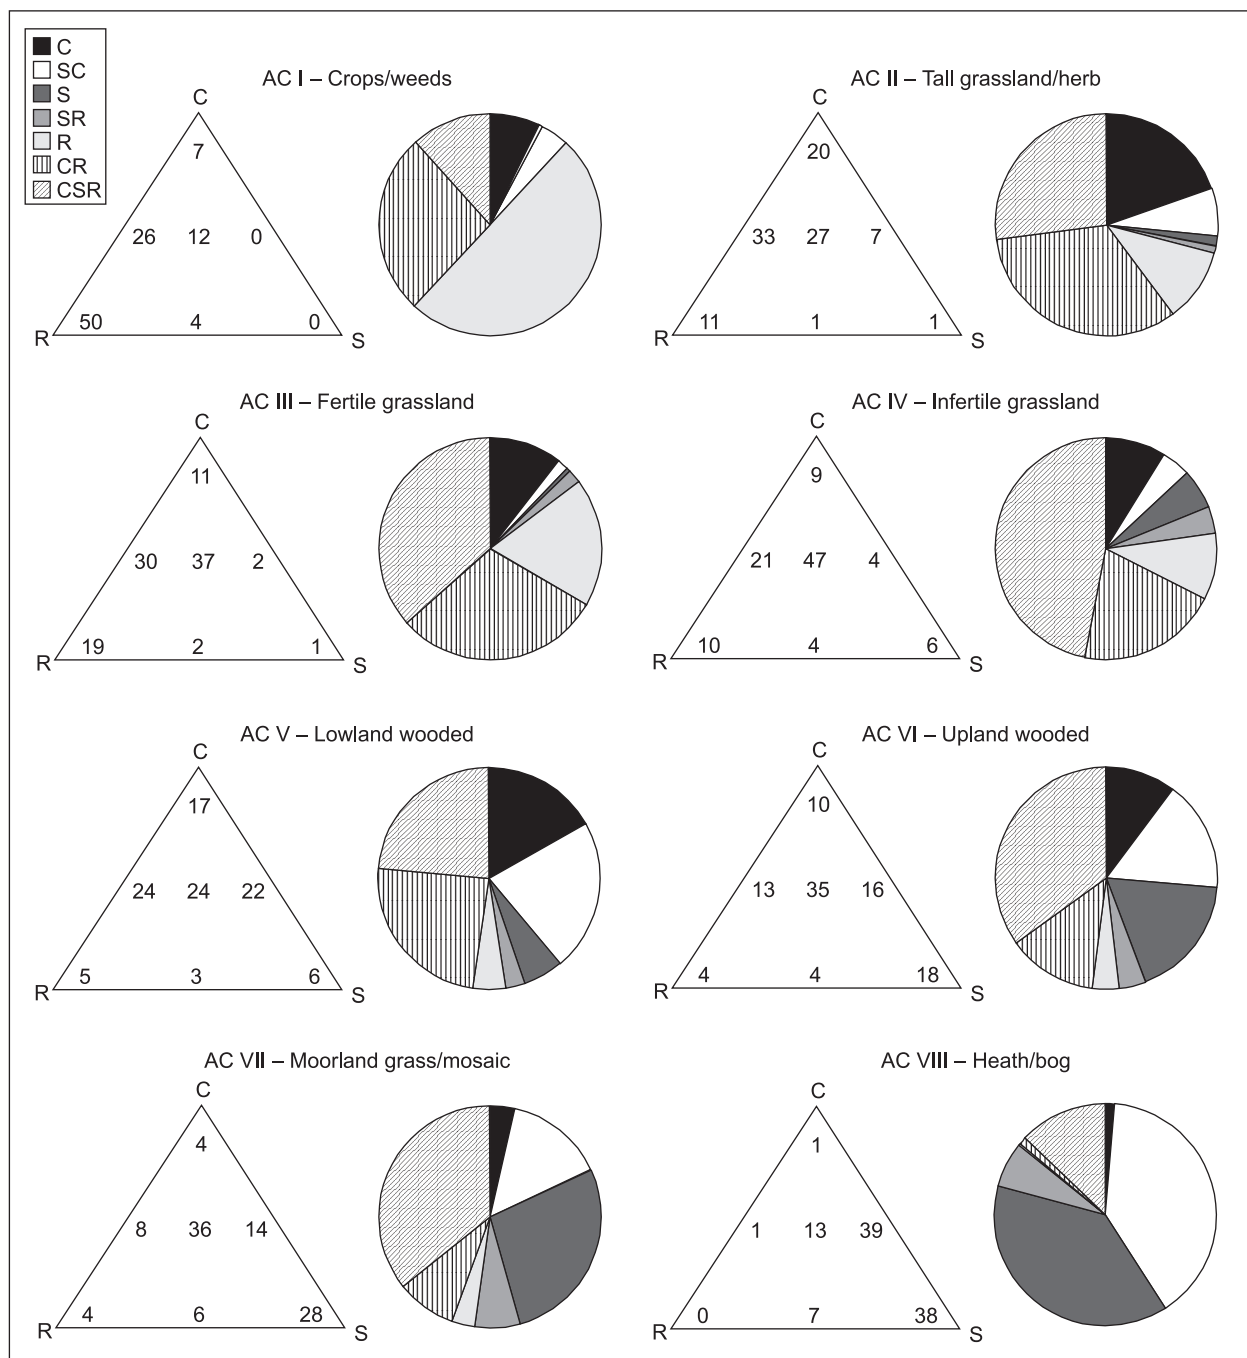 C
SC
S
SR
R
CR
CSR
AC I – Crops/weeds
C
7
26 12 0
50 4 0
R S
AC II – Tall grassland/herb
C
20
33 27 7
11 1 1
R S
AC III – Fertile grassland
C
11
30 37 2
19 2 1
R S
AC IV – Infertile grassland
C
9
21 47 4
10 4 6
R S
AC V – Lowland wooded
C
17
24 24 22
5 3 6
R S
AC VI – Upland wooded
C
10
13 35 16
4 4 18
R S
AC VII – Moorland grass/mosaic
C
4
8 36 14
4 6 28
R S
AC VIII – Heath/bog
C
1
1 13 39
0 7 38
R S